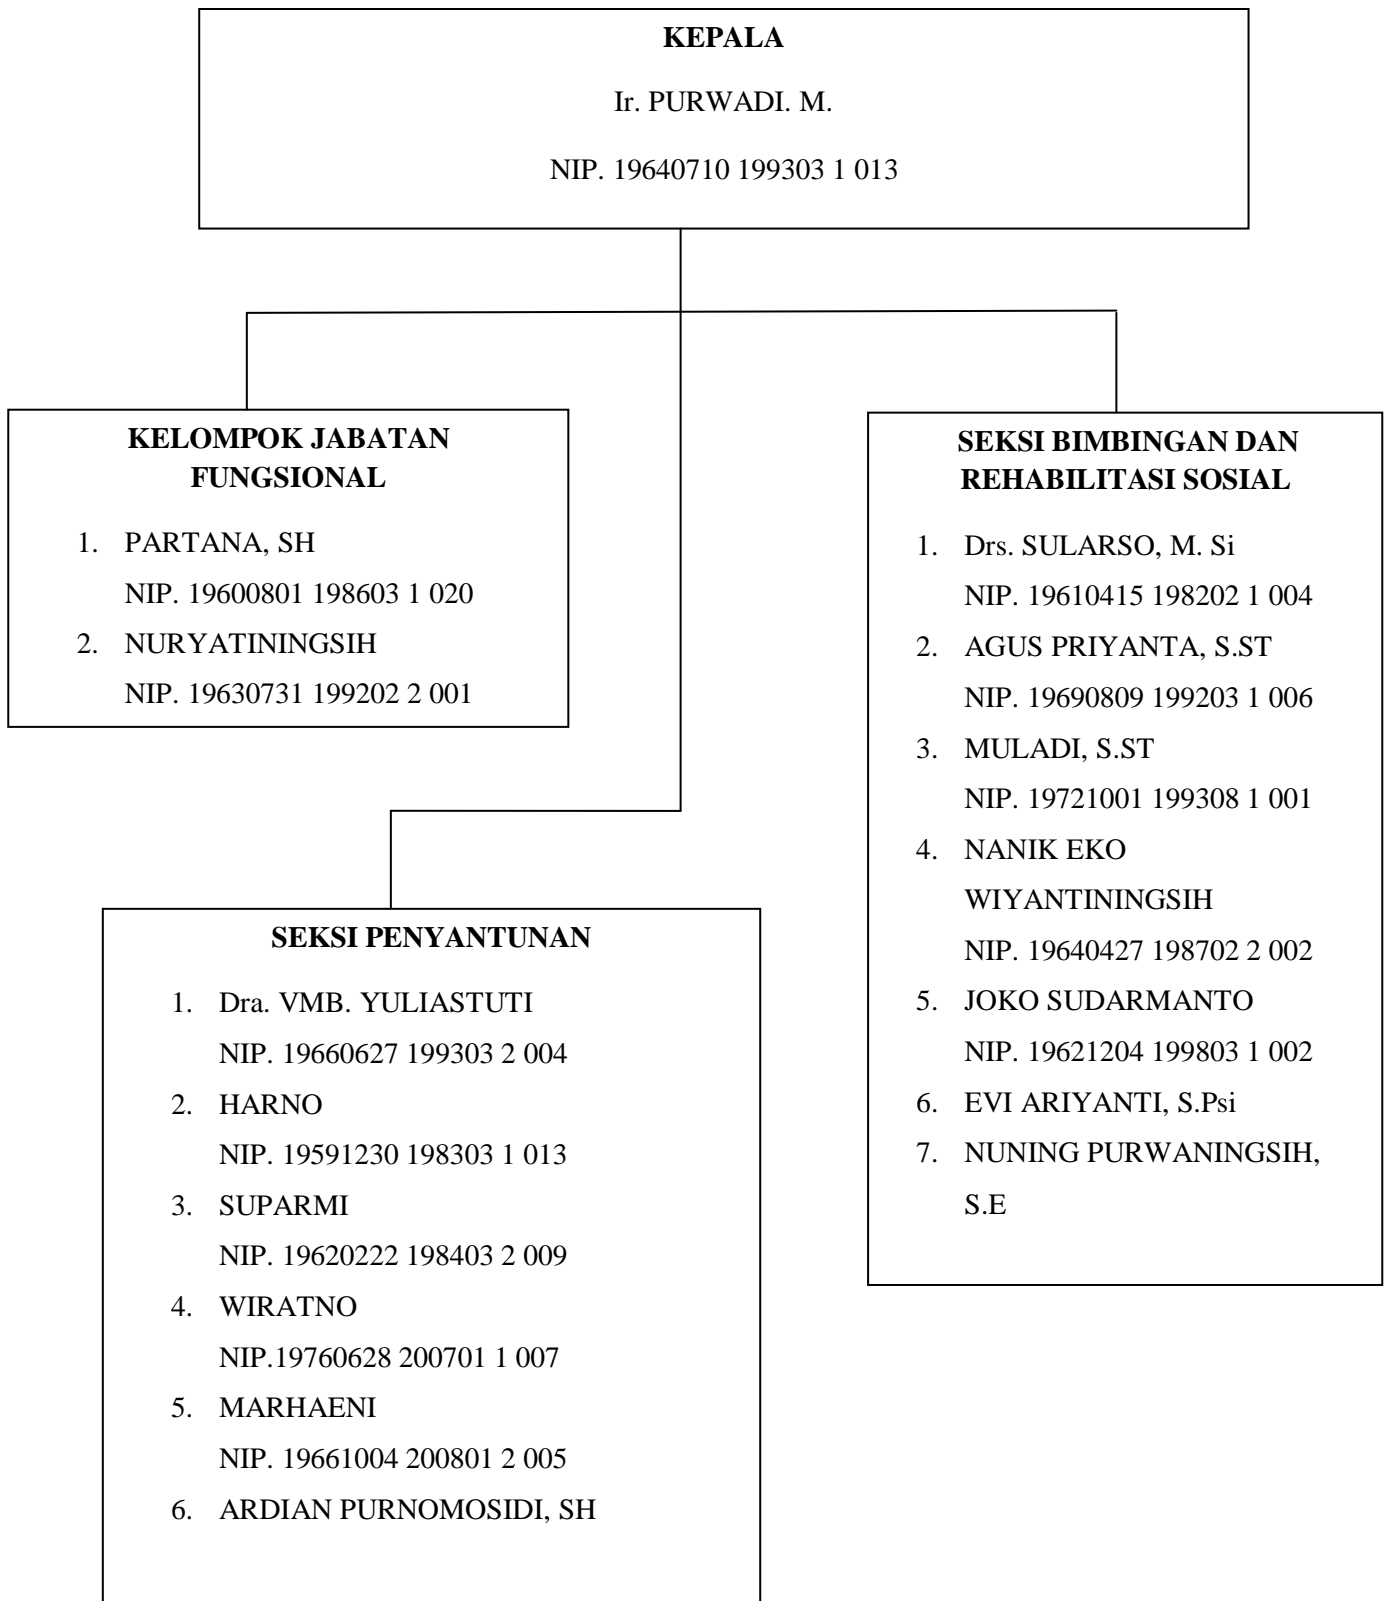 KEPALA
Ir. PURWADI. M.
NIP. 19640710 199303 1 013
KELOMPOK JABATAN
FUNGSIONAL
1. PARTANA, SH
NIP. 19600801 198603 1 020
2. NURYATININGSIH
NIP. 19630731 199202 2 001
SEKSI BIMBINGAN DAN
REHABILITASI SOSIAL
1. Drs. SULARSO, M. Si
NIP. 19610415 198202 1 004
2. AGUS PRIYANTA, S.ST
NIP. 19690809 199203 1 006
3. MULADI, S.ST
NIP. 19721001 199308 1 001
4. NANIK EKO
WIYANTININGSIH
NIP. 19640427 198702 2 002
5. JOKO SUDARMANTO
NIP. 19621204 199803 1 002
6. EVI ARIYANTI, S.Psi
7. NUNING PURWANINGSIH,
S.E
SEKSI PENYANTUNAN
1. Dra. VMB. YULIASTUTI
NIP. 19660627 199303 2 004
2. HARNO
NIP. 19591230 198303 1 013
3. SUPARMI
NIP. 19620222 198403 2 009
4. WIRATNO
NIP.19760628 200701 1 007
5. MARHAENI
NIP. 19661004 200801 2 005
6. ARDIAN PURNOMOSIDI, SH